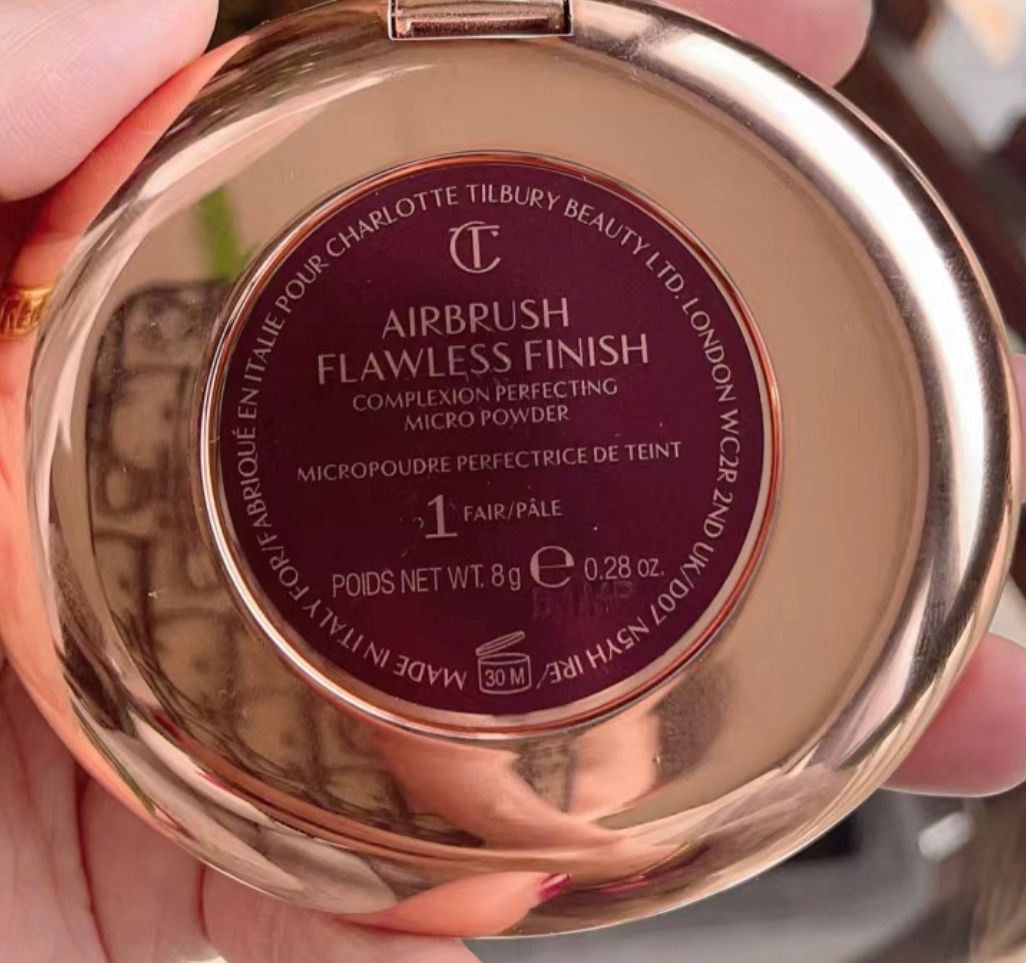 MADE IN ITALY FOR/FABRIQUÉ EN ITALIE POUR CHARLOTTE TILBURY BEAUTY LTD. LONDON WC2R 2ND UK/D07 N5YH IRE/
CT
AIRBRUSH
FLAWLESS FINISH
COMPLEXION PERFECTING
MICRO POWDER
MICROPOUDRE PERFECTRICE DE TEINT
1 FAIR/PÂLE
POIDS NET WT. 8g e 0.28 oz.
30 M